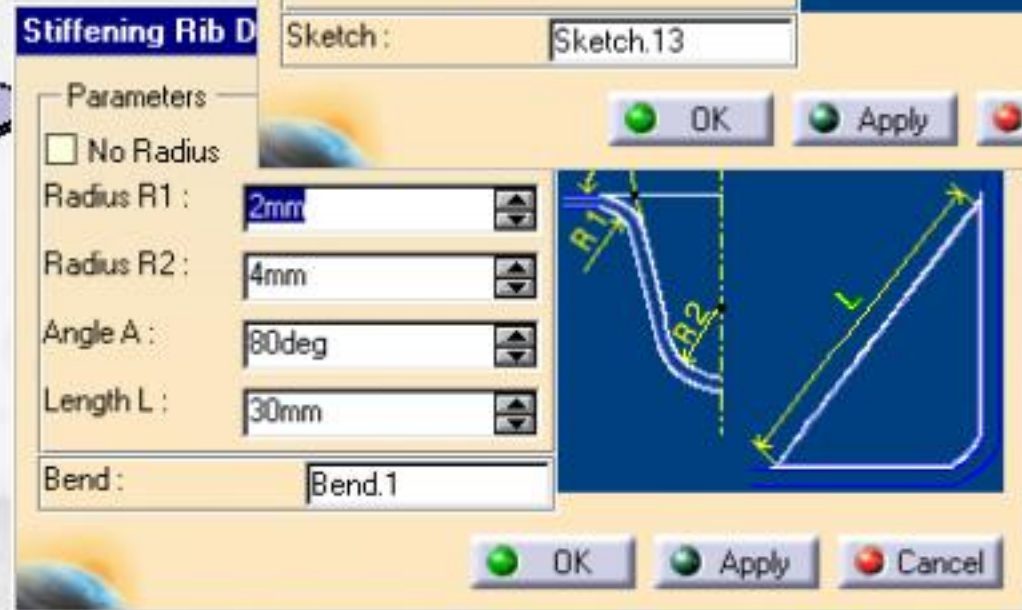 Sketch : Sketch.13
OK Apply
Stiffening Rib D
Parameters
No Radius
Radius R1 : 2mm
Radius R2 : 4mm
Angle A : 80deg
Length L : 30mm
Bend : Bend.1
R1
R2
L
OK Apply Cancel